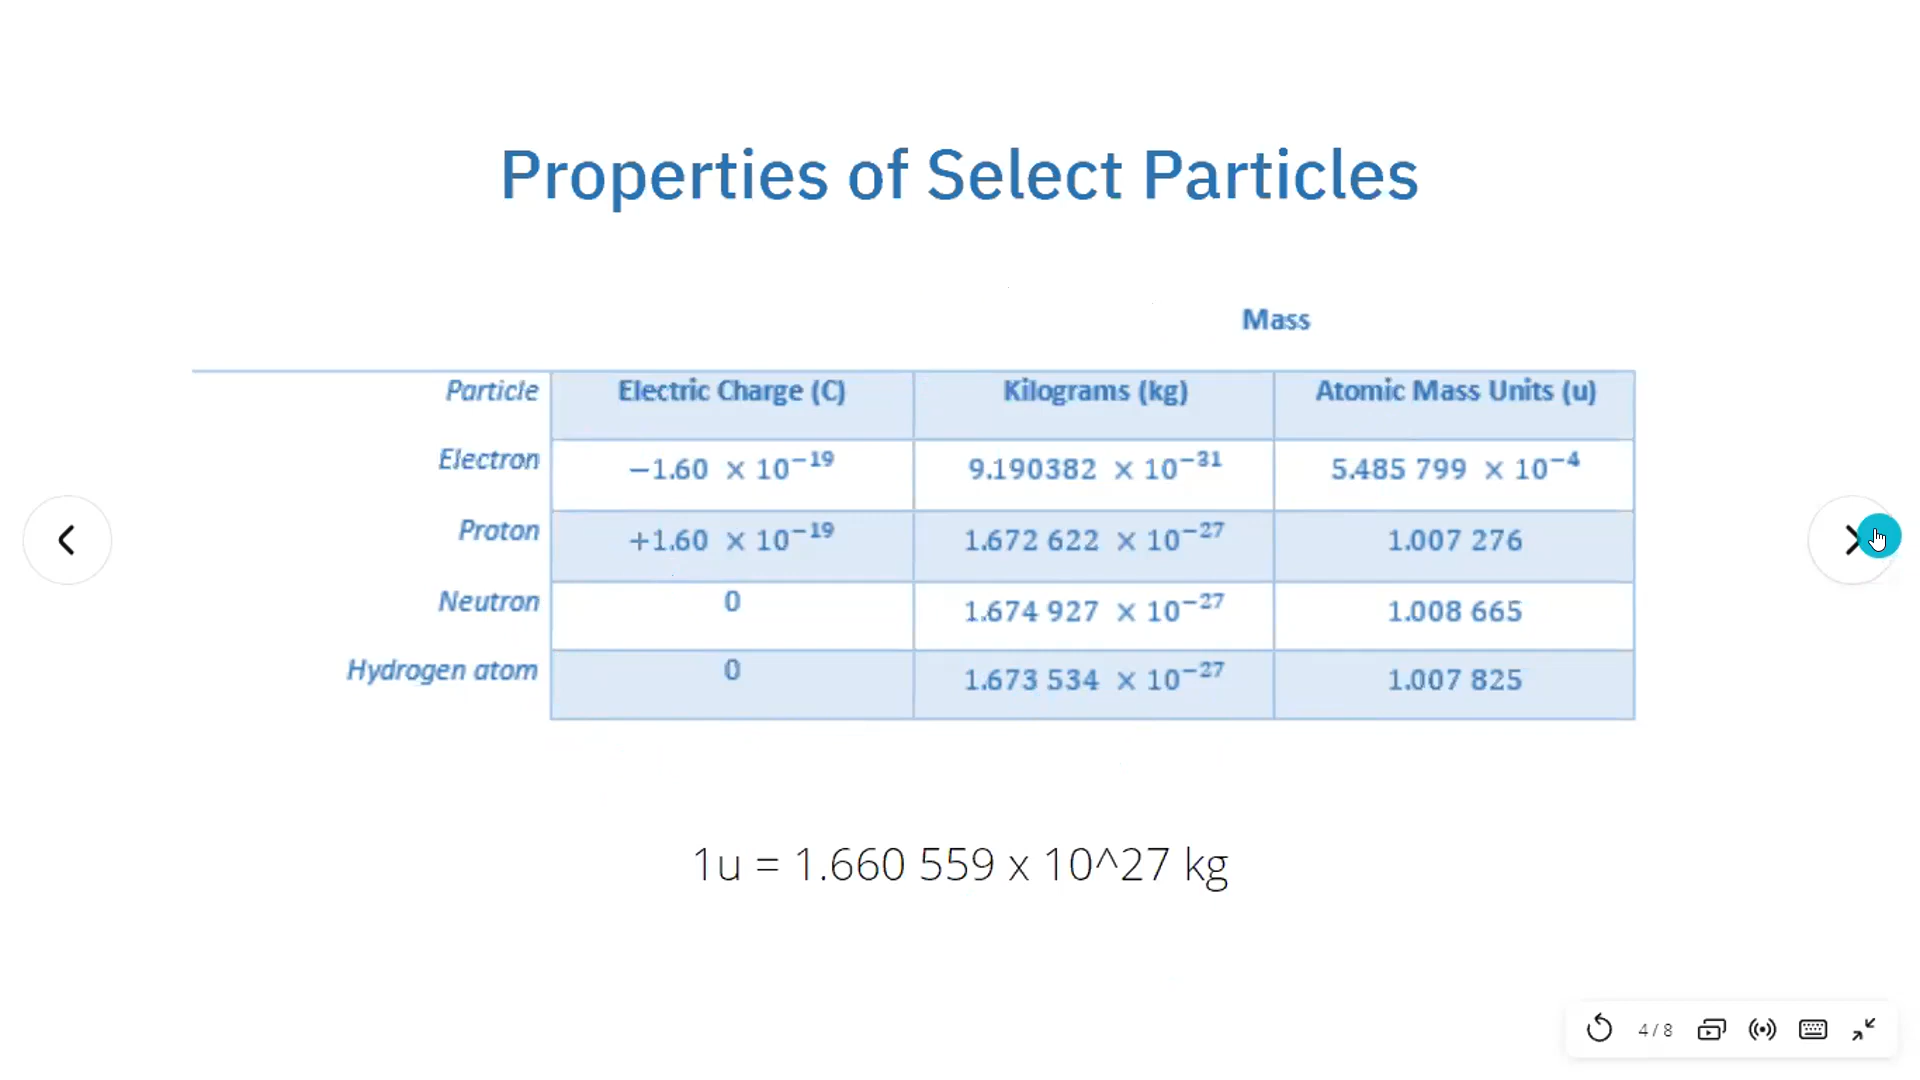 Properties of Select Particles
Mass
Particle Electric Charge (C) Kilograms (kg) Atomic Mass Units (u)
Electron −1.60 × 10⁻¹⁹ 9.190382 × 10⁻³¹ 5.485 799 × 10⁻⁴
Proton +1.60 × 10⁻¹⁹ 1.672 622 × 10⁻²⁷ 1.007 276
Neutron 0 1.674 927 × 10⁻²⁷ 1.008 665
Hydrogen atom 0 1.673 534 × 10⁻²⁷ 1.007 825
1u = 1.660 559 x 10^27 kg
4 / 8